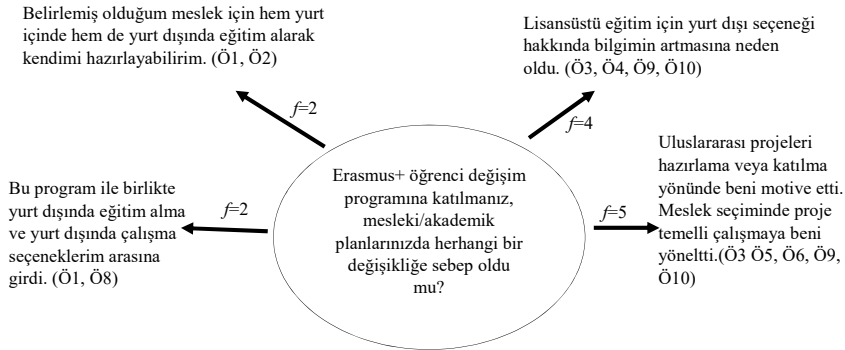 Belirlemiş olduğum meslek için hem yurt
içinde hem de yurt dışında eğitim alarak
kendimi hazırlayabilirim. (Ö1, Ö2)
f=2
Lisansüstü eğitim için yurt dışı seçeneği
hakkında bilgimin artmasına neden
oldu. (Ö3, Ö4, Ö9, Ö10)
f=4
Bu program ile birlikte
yurt dışında eğitim alma
ve yurt dışında çalışma
seçeneklerim arasına
girdi. (Ö1, Ö8)
f=2
Erasmus+ öğrenci değişim
programına katılmanız,
mesleki/akademik
planlarınızda herhangi bir
değişikliğe sebep oldu
mu?
f=5
Uluslararası projeleri
hazırlama veya katılma
yönünde beni motive etti.
Meslek seçiminde proje
temelli çalışmaya beni
yöneltti.(Ö3 Ö5, Ö6, Ö9,
Ö10)